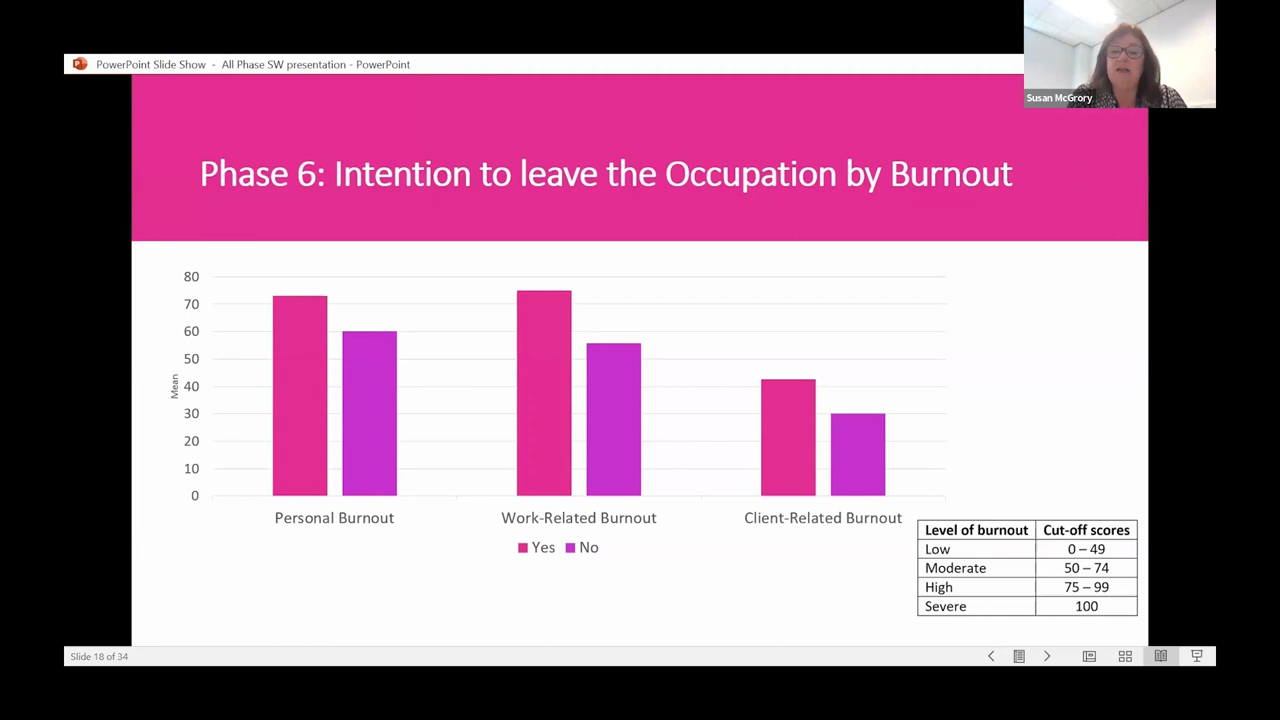 PowerPoint Slide Show - All Phase SW presentation - PowerPoint
Susan McGrory
Phase 6: Intention to leave the Occupation by Burnout
80
70
60
50
40
30
20
10
0
Mean
Personal Burnout
Work-Related Burnout
Client-Related Burnout
Yes
No
Level of burnout Cut-off scores
Low 0 – 49
Moderate 50 – 74
High 75 – 99
Severe 100
Slide 18 of 34